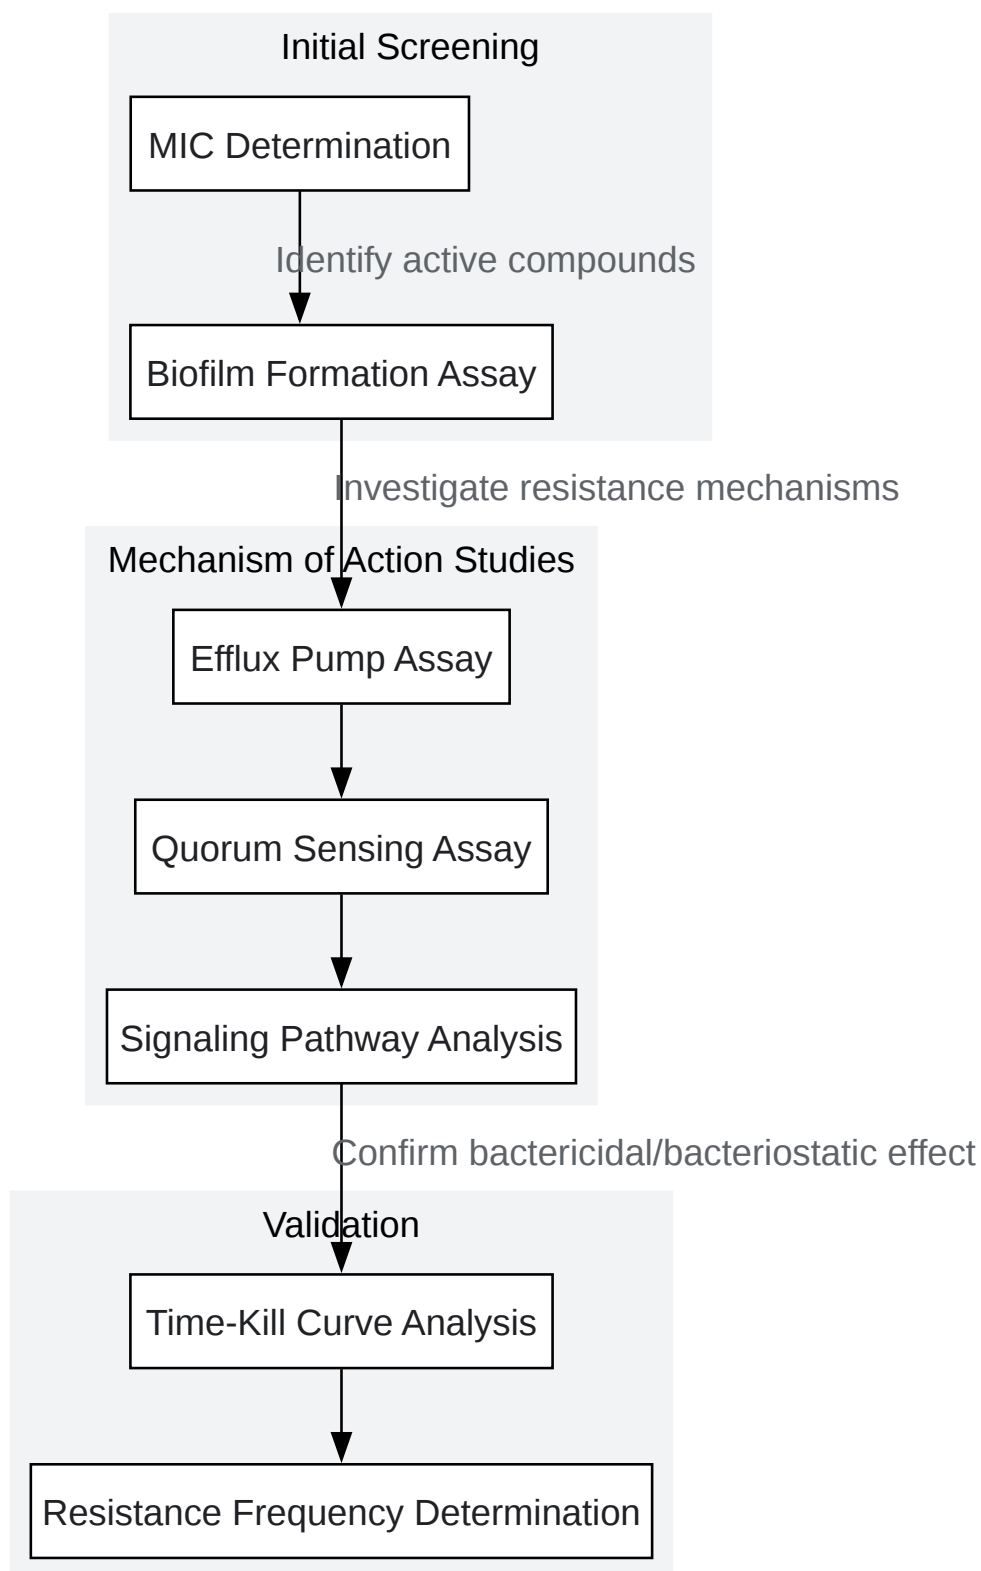 Initial Screening
MIC Determination
Identify active compounds
Biofilm Formation Assay
Investigate resistance mechanisms
Mechanism of Action Studies
Efflux Pump Assay
Quorum Sensing Assay
Signaling Pathway Analysis
Confirm bactericidal/bacteriostatic effect
Validation
Time-Kill Curve Analysis
Resistance Frequency Determination